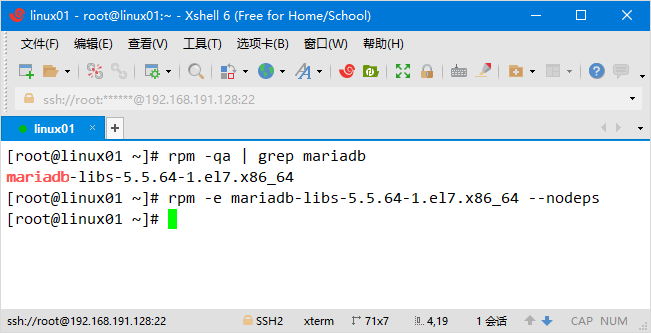 linux01 - root@linux01:~ - Xshell 6 (Free for Home/School)
文件(F) 编辑(E) 查看(V) 工具(T) 选项卡(B) 窗口(W) 帮助(H)
ssh://root:******@192.168.191.128:22
linux01
[root@linux01 ~]# rpm -qa | grep mariadb
mariadb-libs-5.5.64-1.el7.x86_64
[root@linux01 ~]# rpm -e mariadb-libs-5.5.64-1.el7.x86_64 --nodeps
[root@linux01 ~]#
ssh://root@192.168.191.128:22 SSH2 xterm 71x7 4,19 1 会话 CAP NUM